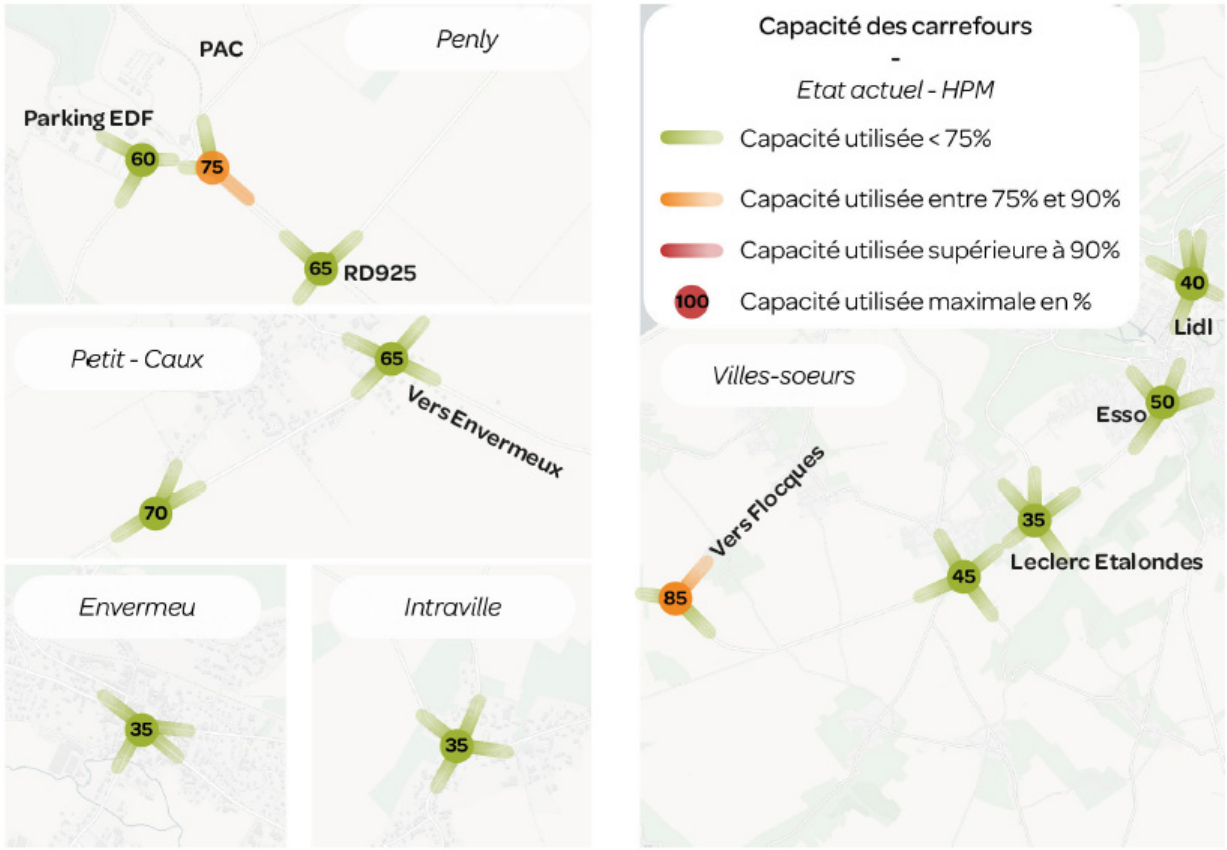 Penly
PAC
Parking EDF
60
75
65
RD925
Petit - Caux
65
Vers Envermeux
70
Envermeu
35
Intraville
35
Capacité des carrefours
-
Etat actuel - HPM
Capacité utilisée < 75%
Capacité utilisée entre 75% et 90%
Capacité utilisée supérieure à 90%
100 Capacité utilisée maximale en %
40
Lidl
Villes-soeurs
50
Esso
Vers Flocques
35
Leclerc Etalondes
45
85